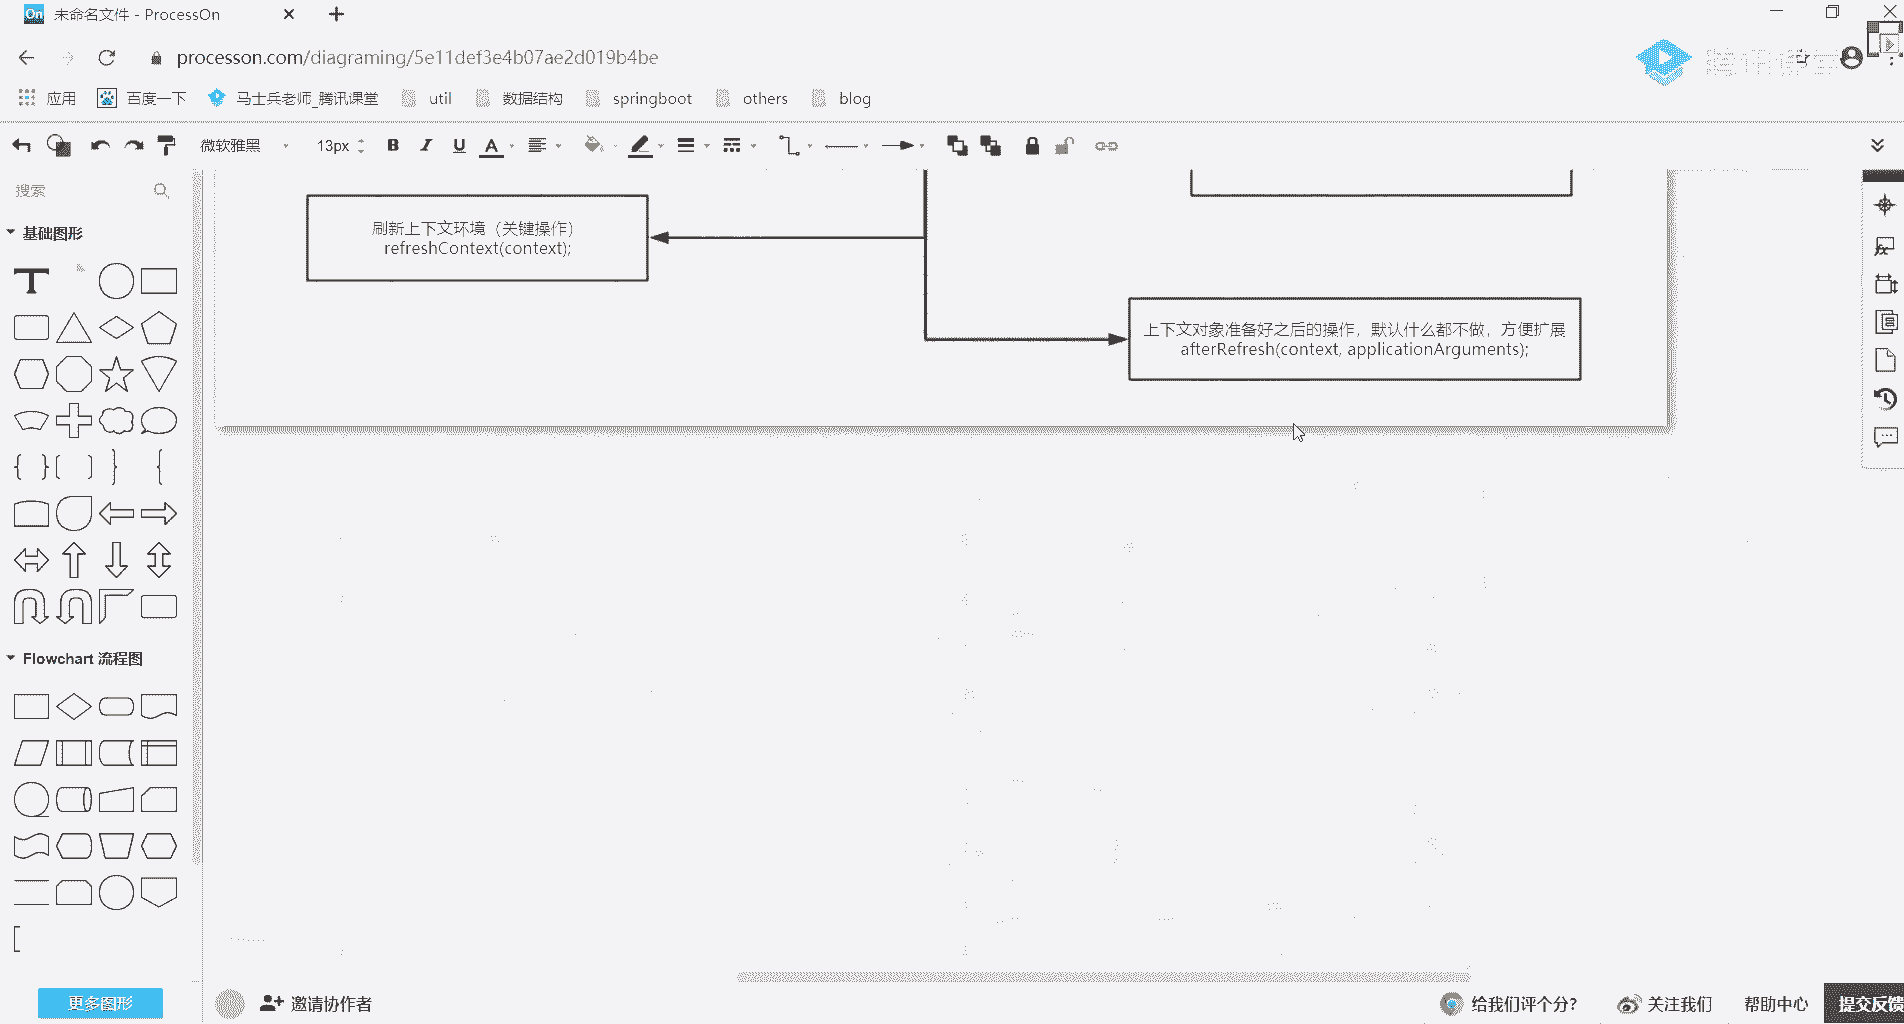 On 未命名文件 - ProcessOn
processon.com/diagraming/5e11def3e4b07ae2d019b4be
应用 百度一下 马士兵老师_腾讯课堂 util 数据结构 springboot others blog
微软雅黑 13px B I U A
搜索
基础图形
T
刷新上下文环境（关键操作）
refreshContext(context);
上下文对象准备好之后的操作，默认什么都不做，方便扩展
afterRefresh(context, applicationArguments);
Flowchart 流程图
更多图形
邀请协作者
给我们评个分?
关注我们
帮助中心
提交反馈